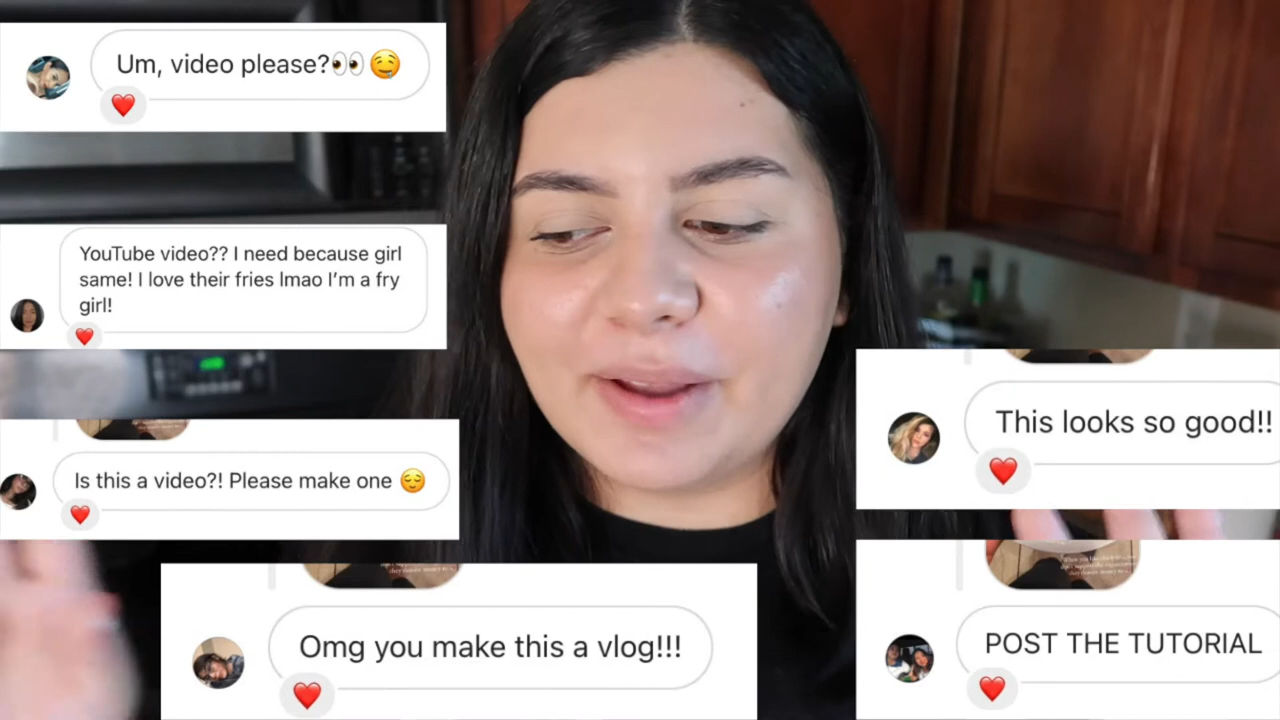 Um, video please?👀🤤
YouTube video?? I need because girl
same! I love their fries lmao I'm a fry
girl!
Is this a video?! Please make one 😌
Omg you make this a vlog!!!
This looks so good!!
POST THE TUTORIAL